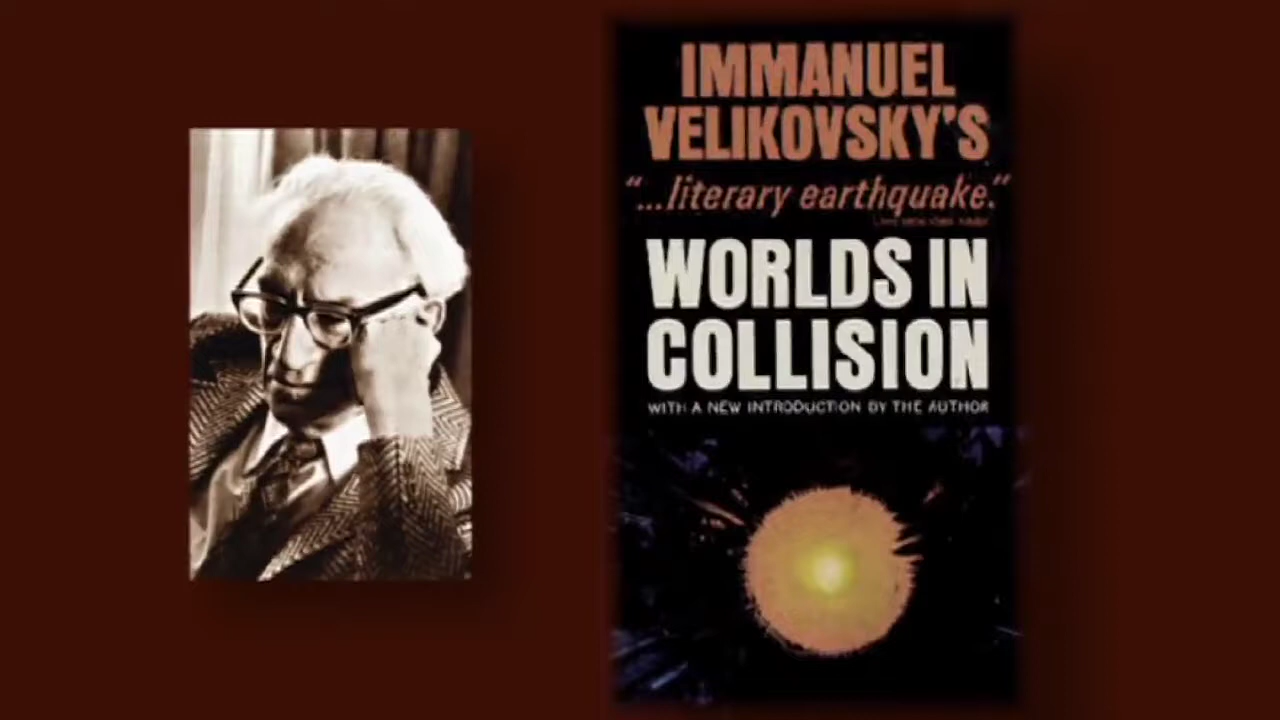 IMMANUEL
VELIKOVSKY'S
"...literary earthquake."
WORLDS IN
COLLISION
WITH A NEW INTRODUCTION BY THE AUTHOR